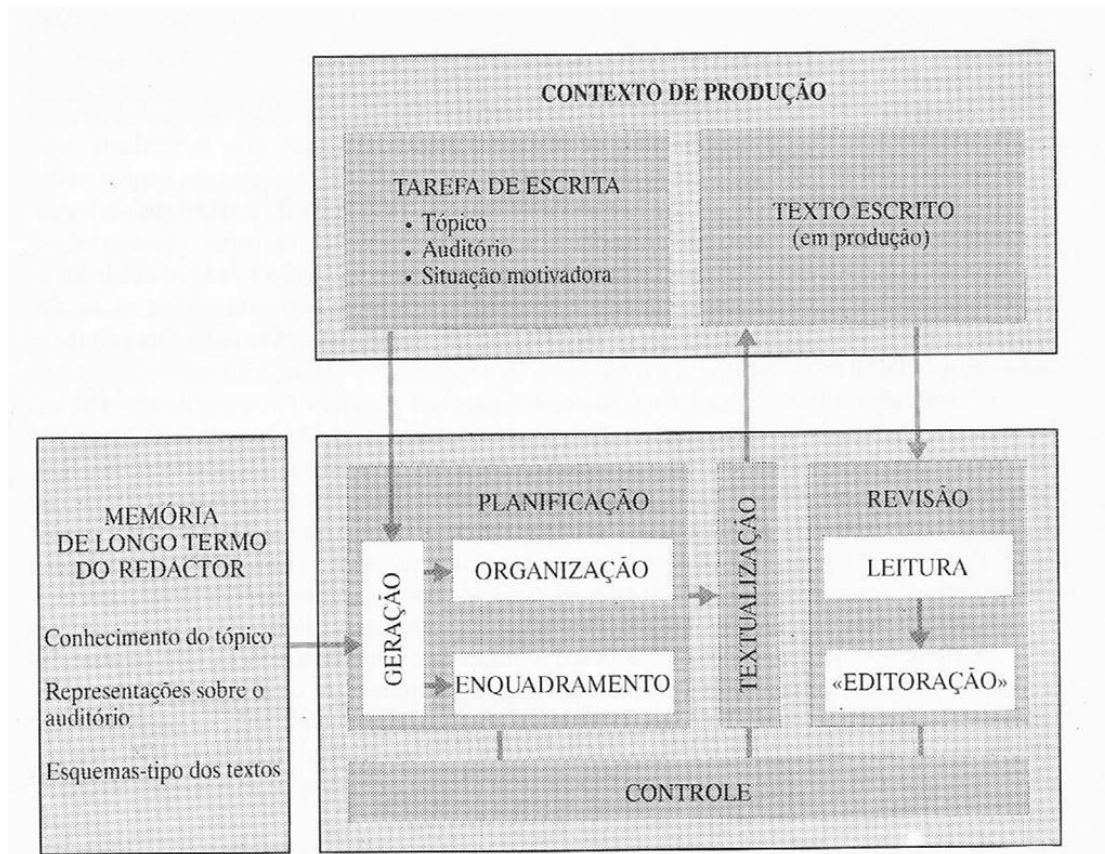 CONTEXTO DE PRODUÇÃO
TAREFA DE ESCRITA
• Tópico
• Auditório
• Situação motivadora
TEXTO ESCRITO
(em produção)
MEMÓRIA
DE LONGO TERMO
DO REDACTOR
Conhecimento do tópico
Representações sobre o
auditório
Esquemas-tipo dos textos
PLANIFICAÇÃO
GERAÇÃO
ORGANIZAÇÃO
ENQUADRAMENTO
TEXTUALIZAÇÃO
REVISÃO
LEITURA
«EDITORAÇÃO»
CONTROLE